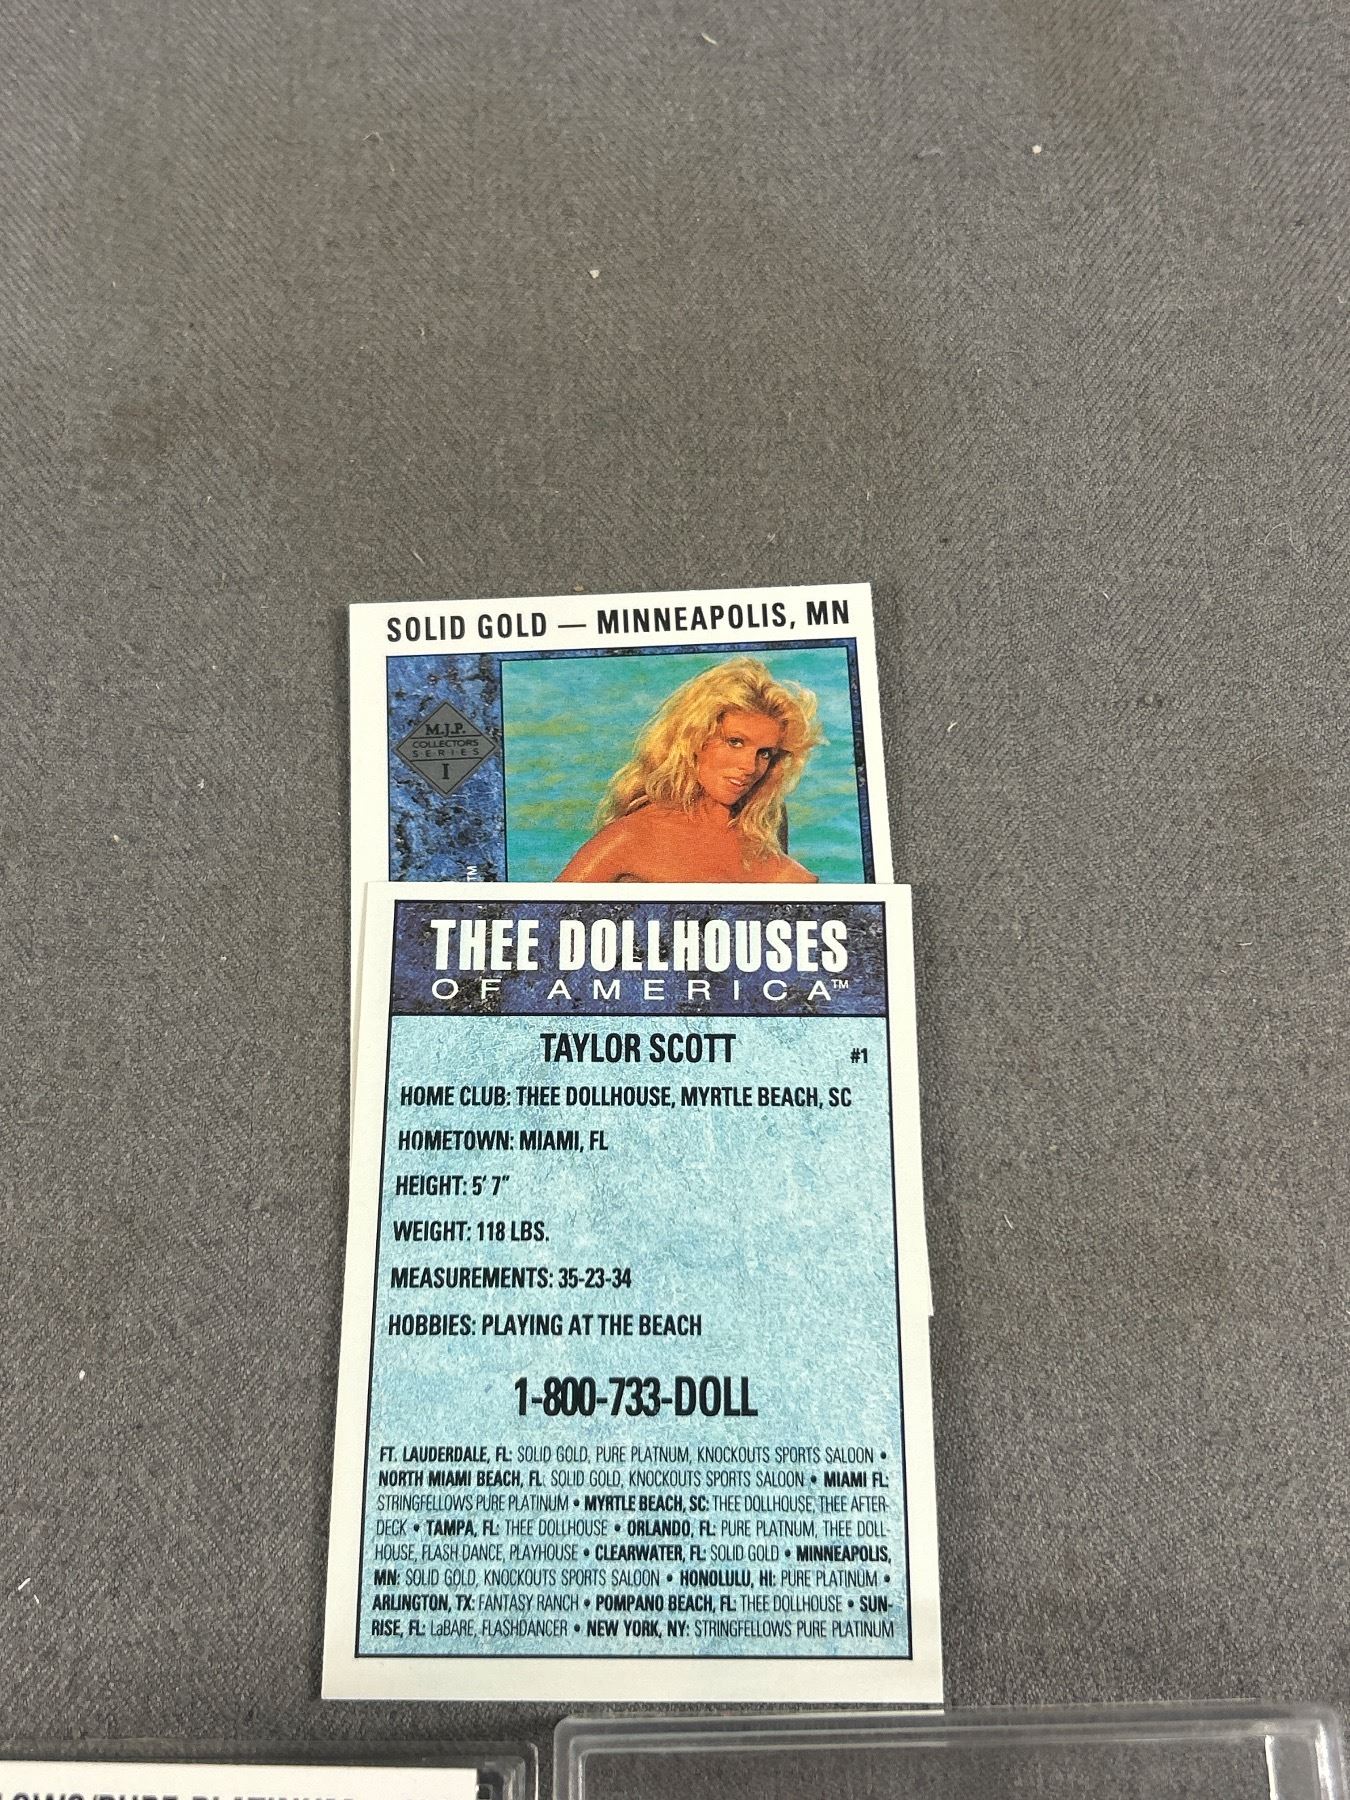 SOLID GOLD — MINNEAPOLIS, MN
M.J.P.
COLLECTORS
SERIES
I
TM
THEE DOLLHOUSES
OF AMERICA™
TAYLOR SCOTT
#1
HOME CLUB: THEE DOLLHOUSE, MYRTLE BEACH, SC
HOMETOWN: MIAMI, FL
HEIGHT: 5' 7"
WEIGHT: 118 LBS.
MEASUREMENTS: 35-23-34
HOBBIES: PLAYING AT THE BEACH
1-800-733-DOLL
FT. LAUDERDALE, FL: SOLID GOLD, PURE PLATNUM, KNOCKOUTS SPORTS SALOON •
NORTH MIAMI BEACH, FL: SOLID GOLD, KNOCKOUTS SPORTS SALOON • MIAMI FL:
STRINGFELLOWS PURE PLATINUM • MYRTLE BEACH, SC: THEE DOLLHOUSE, THEE AFTER-
DECK • TAMPA, FL: THEE DOLLHOUSE • ORLANDO, FL: PURE PLATNUM, THEE DOLL-
HOUSE, FLASH DANCE, PLAYHOUSE • CLEARWATER, FL: SOLID GOLD • MINNEAPOLIS,
MN: SOLID GOLD, KNOCKOUTS SPORTS SALOON • HONOLULU, HI: PURE PLATINUM •
ARLINGTON, TX: FANTASY RANCH • POMPANO BEACH, FL: THEE DOLLHOUSE • SUN-
RISE, FL: LaBARE, FLASHDANCER • NEW YORK, NY: STRINGFELLOWS PURE PLATINUM